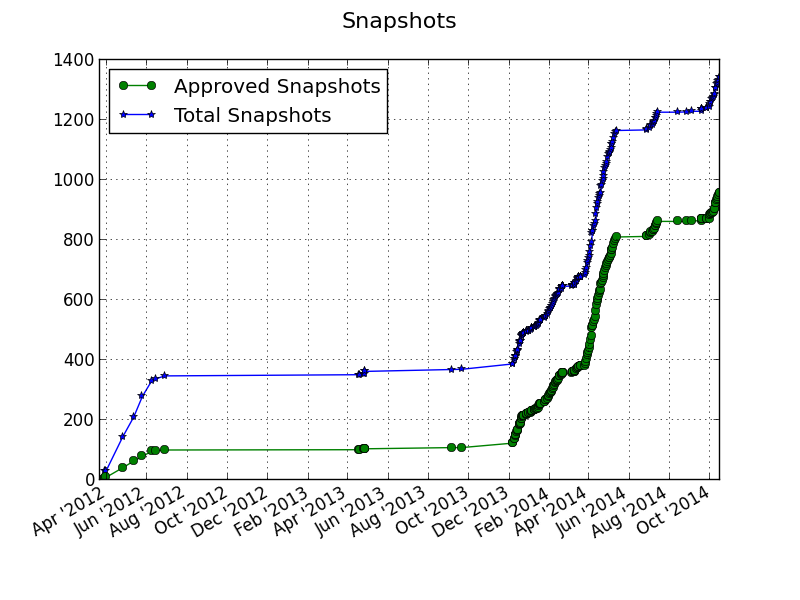 Snapshots
Approved Snapshots
Total Snapshots
1400
1200
1000
800
600
400
200
0
Apr '2012
Jun '2012
Aug '2012
Oct '2012
Dec '2012
Feb '2013
Apr '2013
Jun '2013
Aug '2013
Oct '2013
Dec '2013
Feb '2014
Apr '2014
Jun '2014
Aug '2014
Oct '2014